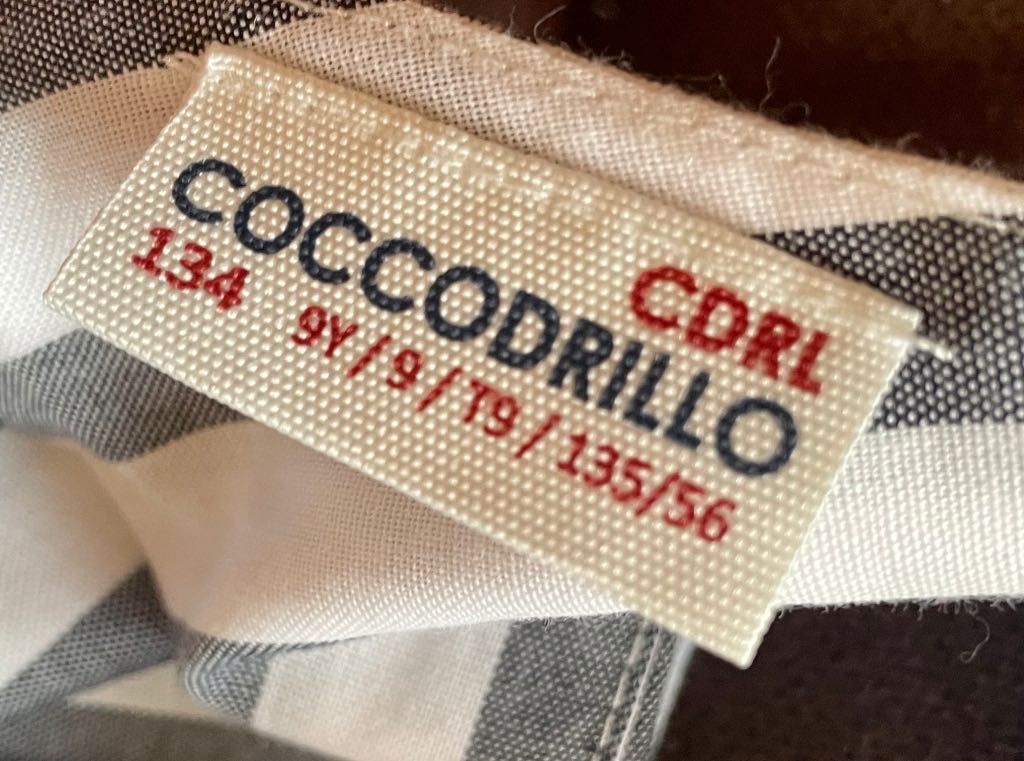 CDRL
COCCODRILLO
134 9Y / 9 / T9 / 135/56